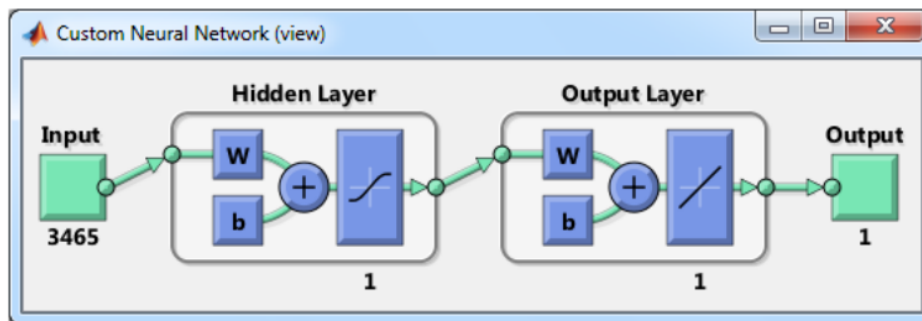 Custom Neural Network (view)
Hidden Layer
Output Layer
Input
Output
W
W
b
b
3465
1
1
1